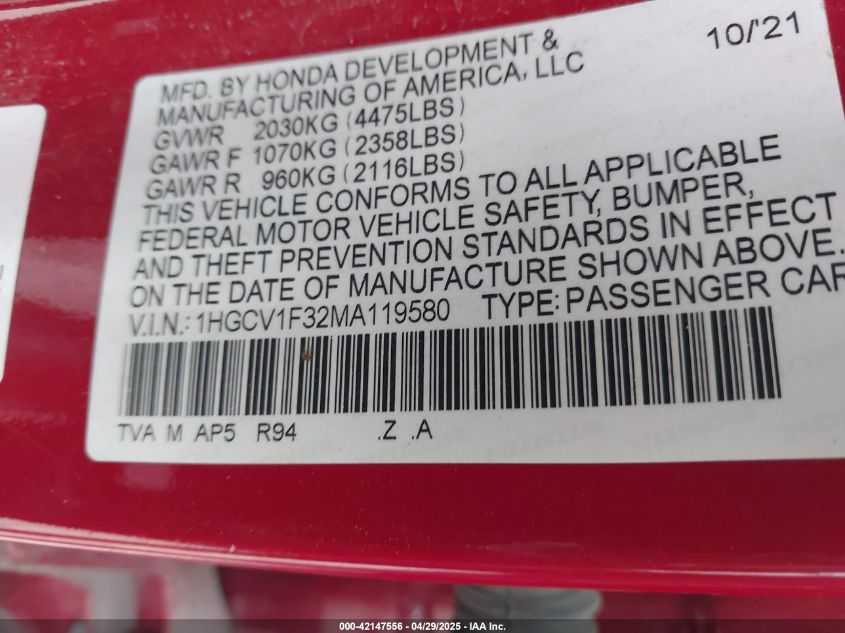 10/'21
MFD. BY HONDA DEVELOPMENT &
MANUFACTURING OF AMERICA, LLC
GVWR 2030KG (4475LBS)
GAWR F 1070KG (2358LBS)
GAWR R 960KG (2116LBS)
THIS VEHICLE CONFORMS TO ALL APPLICABLE
FEDERAL MOTOR VEHICLE SAFETY, BUMPER,
AND THEFT PREVENTION STANDARDS IN EFFECT
ON THE DATE OF MANUFACTURE SHOWN ABOVE.
V.I.N.: 1HGCV1F32MA119580 TYPE: PASSENGER CAR
TVA M AP5 R94 .Z .A
000-42147556 | 04/29/2025 - IAA Inc.